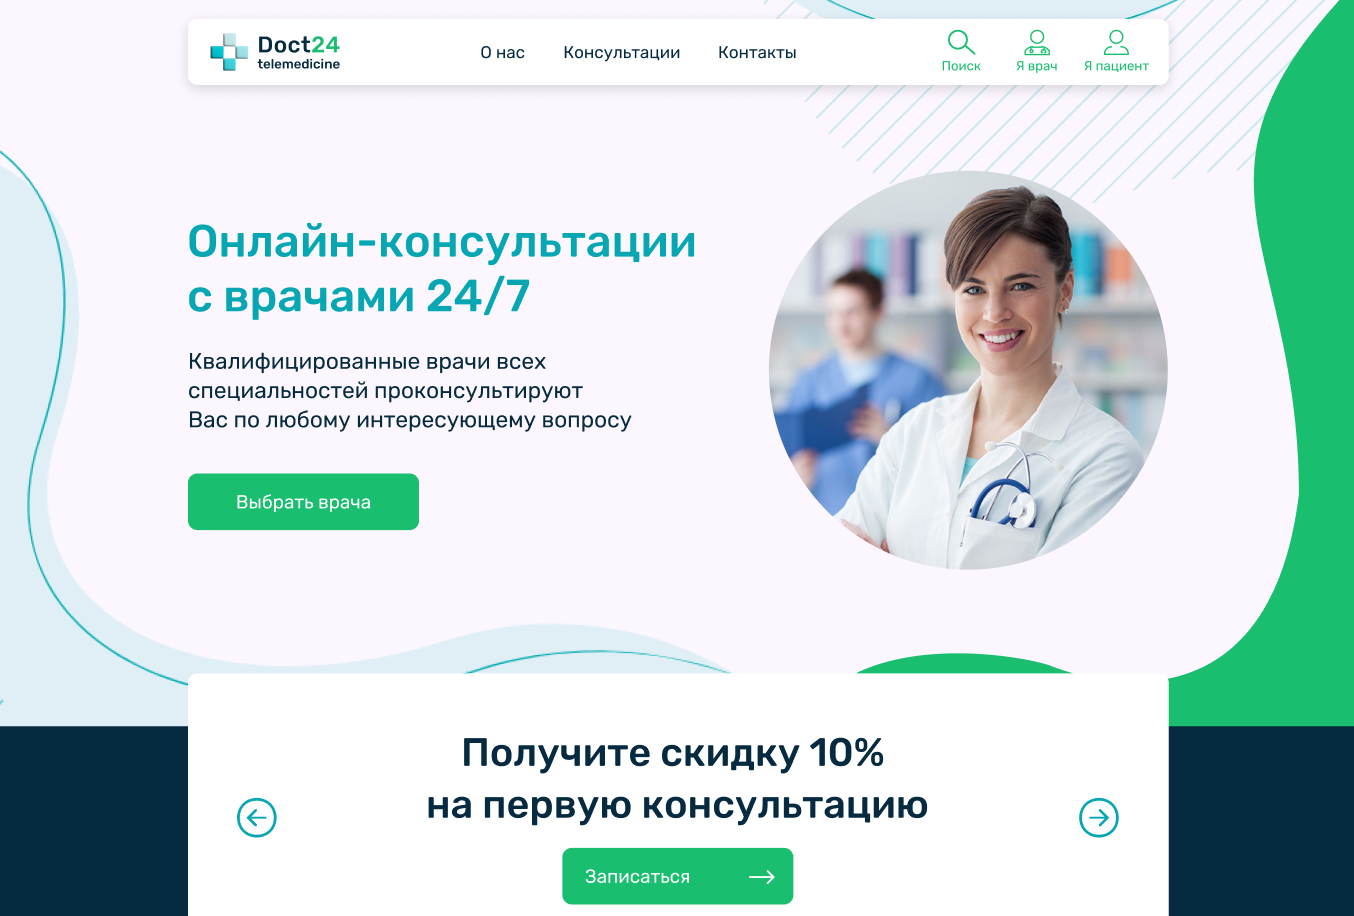 Doct24
telemedicine
О нас
Консультации
Контакты
Поиск
Я врач
Я пациент
Онлайн-консультации
с врачами 24/7
Квалифицированные врачи всех
специальностей проконсультируют
Вас по любому интересующему вопросу
Выбрать врача
Получите скидку 10%
на первую консультацию
Записаться